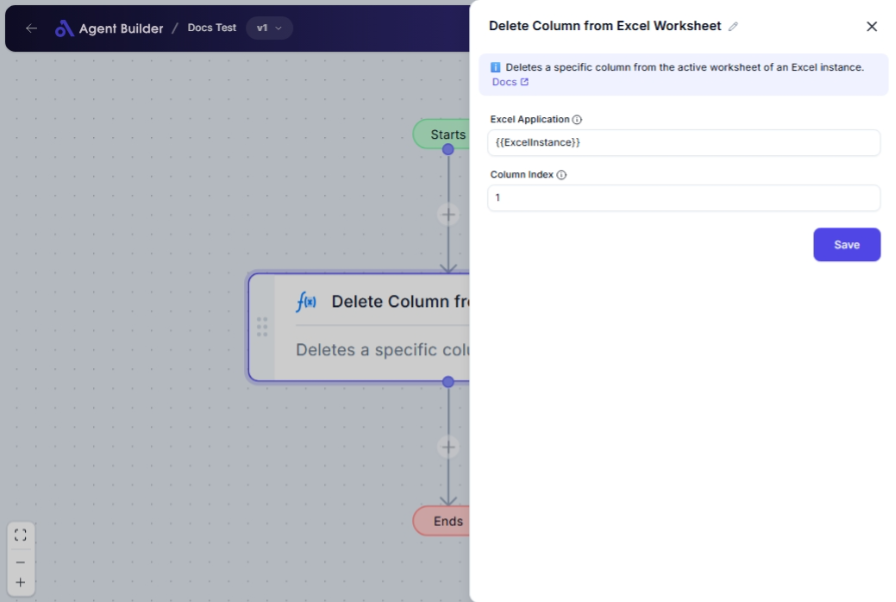 Agent Builder / Docs Test v1
Starts
Delete Column fr
Deletes a specific colu
Ends
Delete Column from Excel Worksheet
Deletes a specific column from the active worksheet of an Excel instance.
Docs
Excel Application
{{ExcelInstance}}
Column Index
1
Save